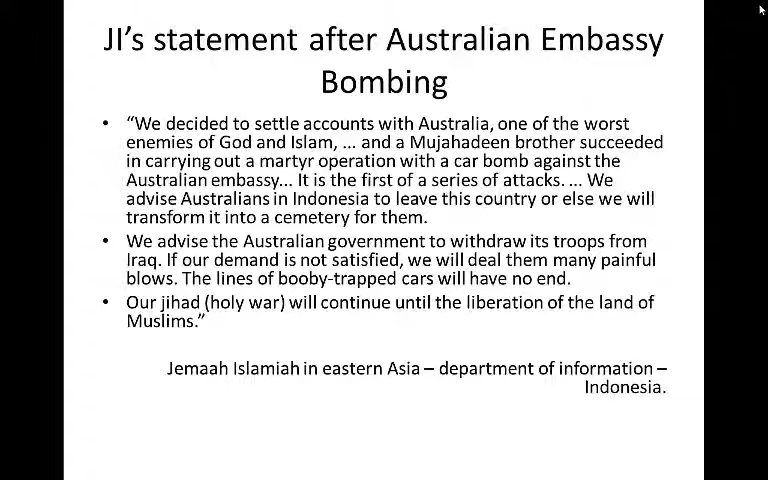 JI's statement after Australian Embassy
Bombing
• "We decided to settle accounts with Australia, one of the worst
enemies of God and Islam, ... and a Mujahadeen brother succeeded
in carrying out a martyr operation with a car bomb against the
Australian embassy... It is the first of a series of attacks. ... We
advise Australians in Indonesia to leave this country or else we will
transform it into a cemetery for them.
• We advise the Australian government to withdraw its troops from
Iraq. If our demand is not satisfied, we will deal them many painful
blows. The lines of booby-trapped cars will have no end.
• Our jihad (holy war) will continue until the liberation of the land of
Muslims."
Jemaah Islamiah in eastern Asia – department of information –
Indonesia.